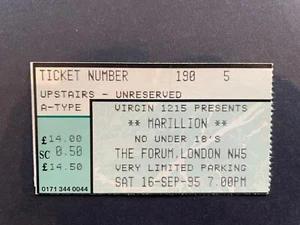 TICKET NUMBER 190 5
UPSTAIRS - UNRESERVED
A-TYPE VIRGIN 1215 PRESENTS
** MARILLION **
£14.00 NO UNDER 18'S
SC 0.50 THE FORUM, LONDON NW5
£14.50 VERY LIMITED PARKING
0171 344 0044 SAT 16-SEP-95 7.00PM